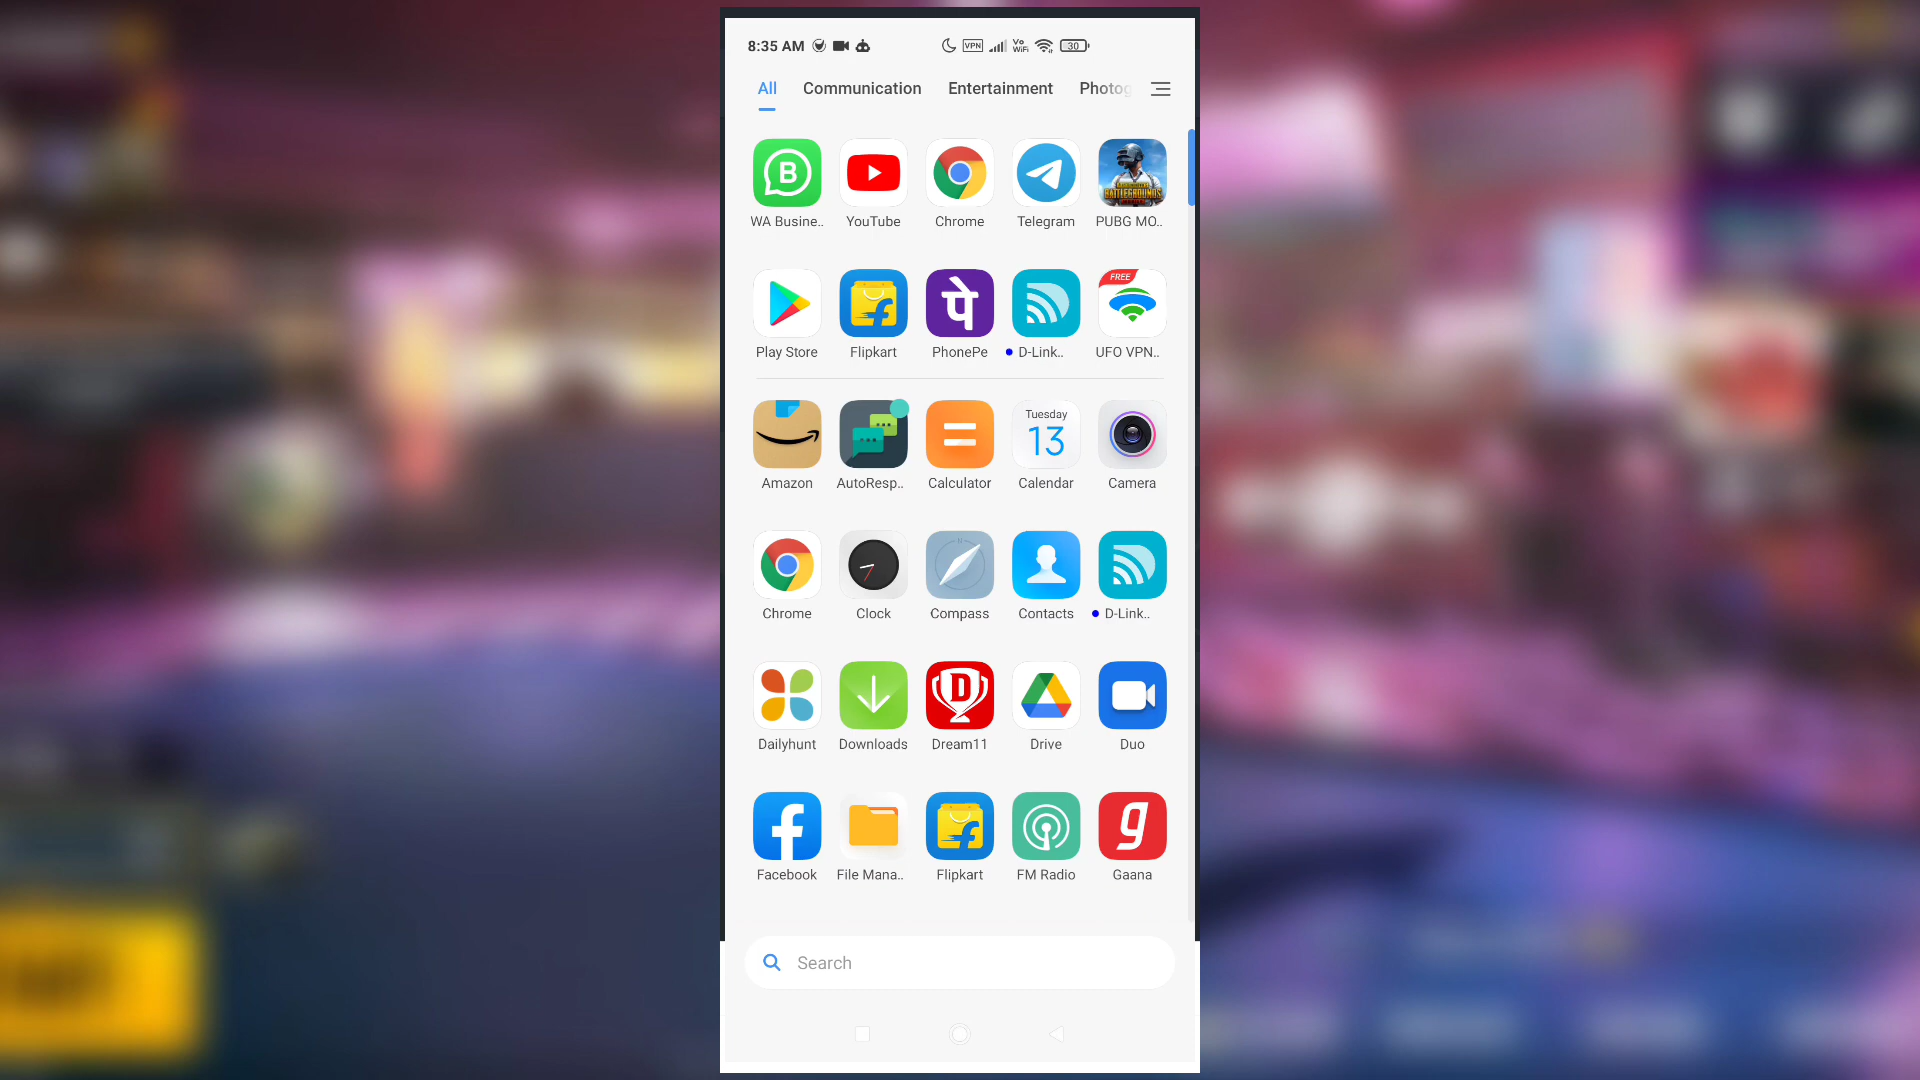 8:35 AM VPN Vo WiFi 30
All Communication Entertainment Photog
WA Busine.. YouTube Chrome Telegram PUBG MO..
FREE
Play Store Flipkart PhonePe D-Link.. UFO VPN..
Tuesday
13
Amazon AutoResp.. Calculator Calendar Camera
Chrome Clock Compass Contacts D-Link..
Dailyhunt Downloads Dream11 Drive Duo
Facebook File Mana.. Flipkart FM Radio Gaana
Search